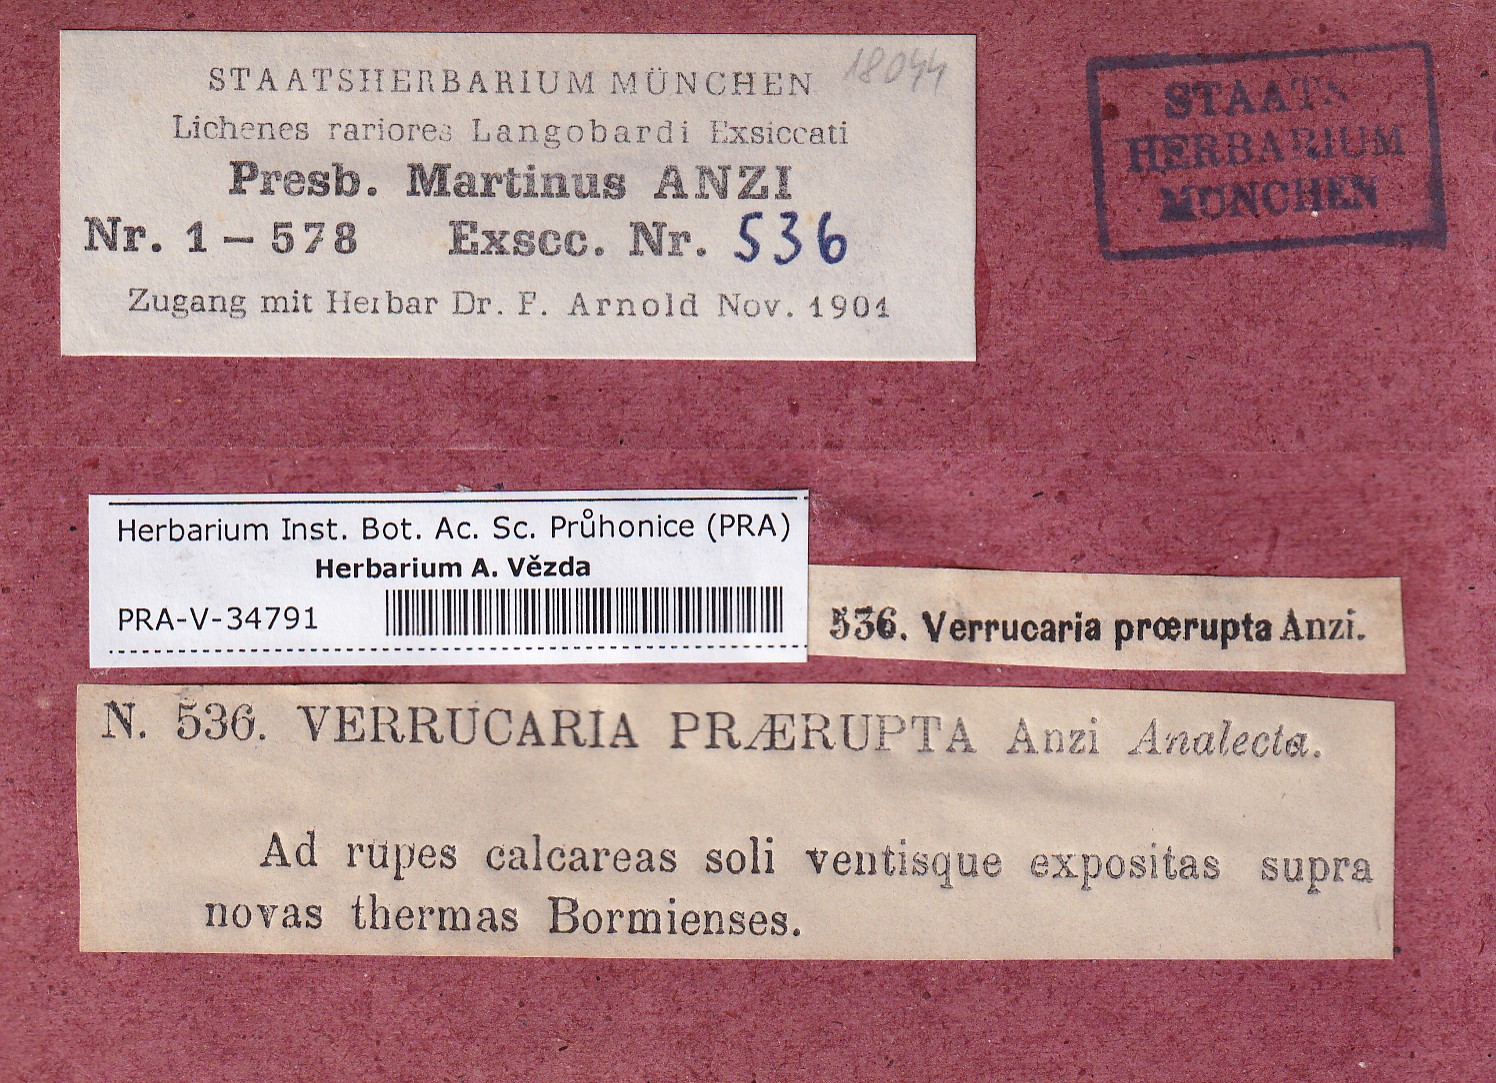 18044
STAATSHERBARIUM MÜNCHEN
Lichenes rariores Langobardi Exsiccati
Presb. Martinus ANZI
Nr. 1 – 578 Exscc. Nr. 536
Zugang mit Herbar Dr. F. Arnold Nov. 1901
STAATS
HERBARIUM
MÜNCHEN
Herbarium Inst. Bot. Ac. Sc. Průhonice (PRA)
Herbarium A. Vězda
PRA-V-34791
536. Verrucaria prœrupta Anzi.
N. 536. VERRUCARIA PRÆRUPTA Anzi Analecta.
Ad rupes calcareas soli ventisque expositas supra
novas thermas Bormienses.